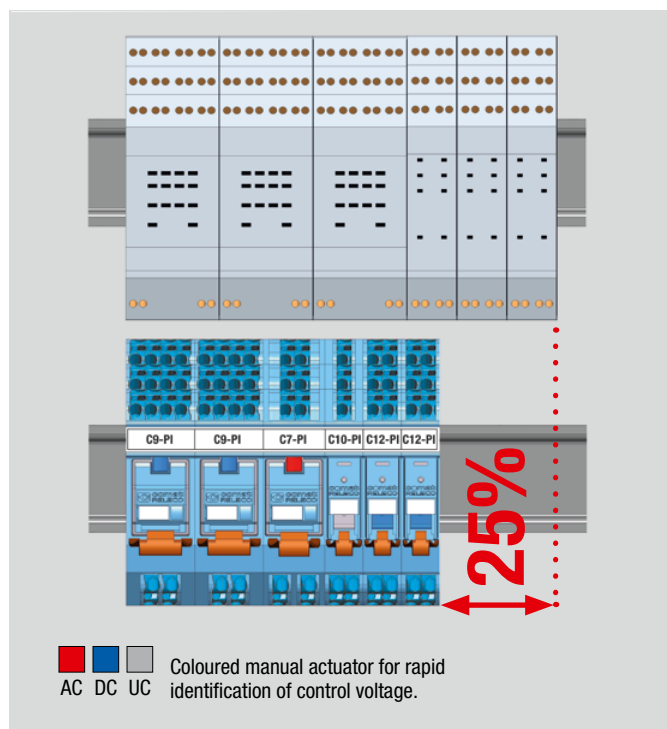 C9-PI C9-PI C7-PI C10-PI C12-PI C12-PI
25%
AC DC UC
Coloured manual actuator for rapid
identification of control voltage.